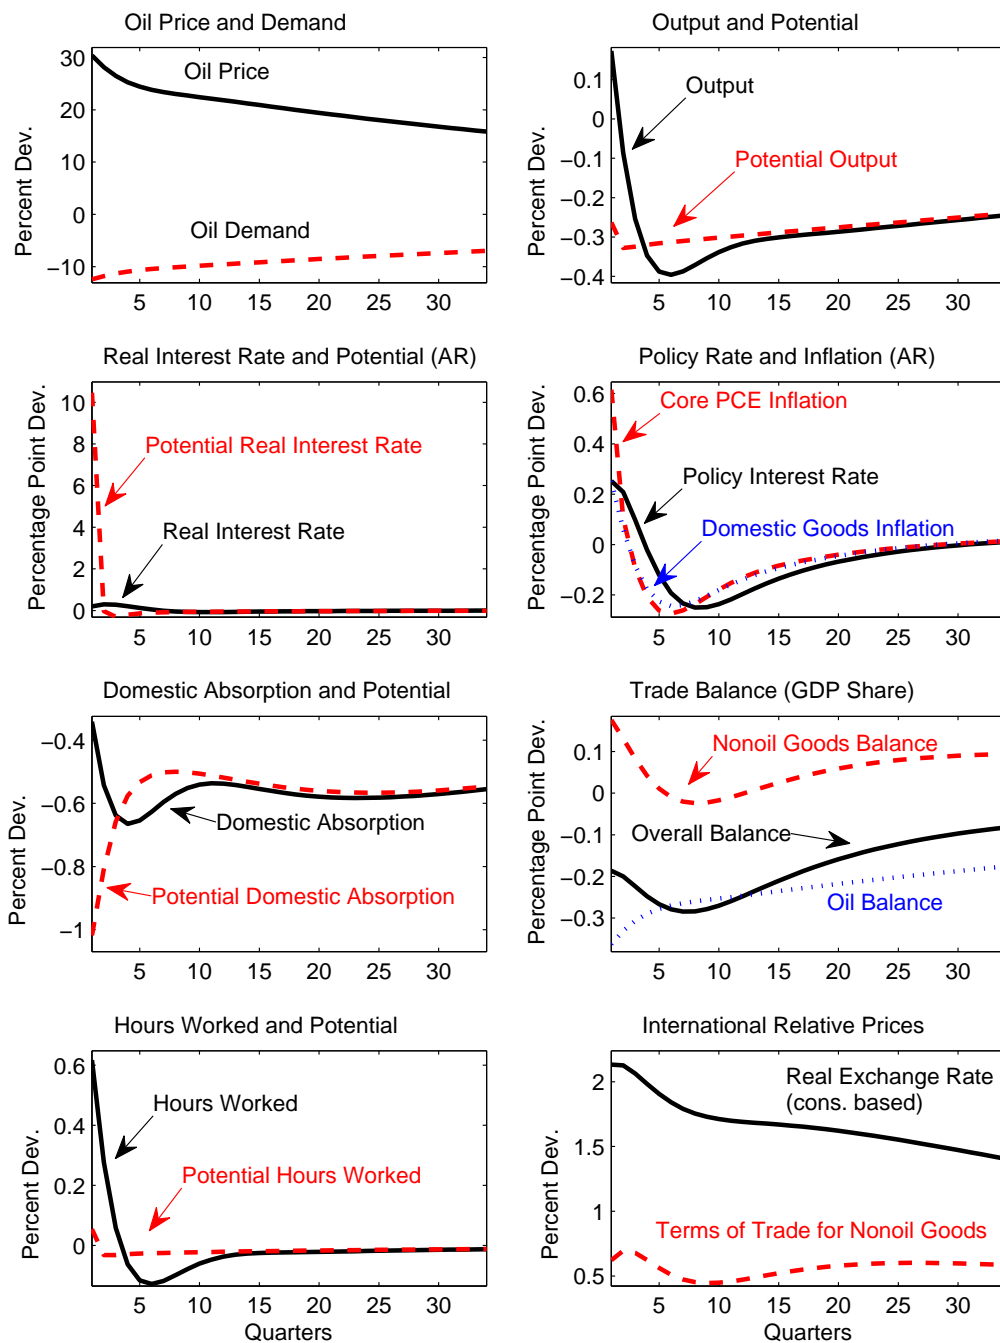 Oil Price and Demand
Percent Dev.
30
20
10
0
−10
Oil Price
Oil Demand
5
10
15
20
25
30
Output and Potential
Percent Dev.
0.1
0
−0.1
−0.2
−0.3
−0.4
Output
Potential Output
5
10
15
20
25
30
Real Interest Rate and Potential (AR)
Percentage Point Dev.
10
8
6
4
2
0
Potential Real Interest Rate
Real Interest Rate
5
10
15
20
25
30
Policy Rate and Inflation (AR)
Percentage Point Dev.
0.6
0.4
0.2
0
−0.2
Core PCE Inflation
Policy Interest Rate
Domestic Goods Inflation
5
10
15
20
25
30
Domestic Absorption and Potential
Percent Dev.
−0.4
−0.6
−0.8
−1
Domestic Absorption
Potential Domestic Absorption
5
10
15
20
25
30
Trade Balance (GDP Share)
Percentage Point Dev.
0.1
0
−0.1
−0.2
−0.3
Nonoil Goods Balance
Overall Balance
Oil Balance
5
10
15
20
25
30
Hours Worked and Potential
Percent Dev.
0.6
0.4
0.2
0
Hours Worked
Potential Hours Worked
5
10
15
20
25
30
Quarters
International Relative Prices
Percent Dev.
2
1.5
1
0.5
Real Exchange Rate
(cons. based)
Terms of Trade for Nonoil Goods
5
10
15
20
25
30
Quarters